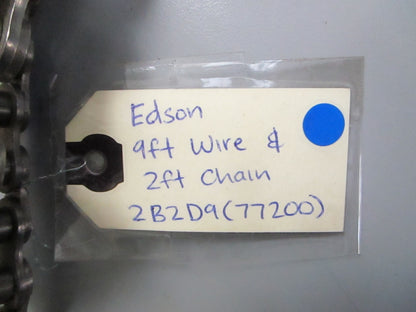 Edson
9ft Wire &
2ft Chain
2B2D9(77200)